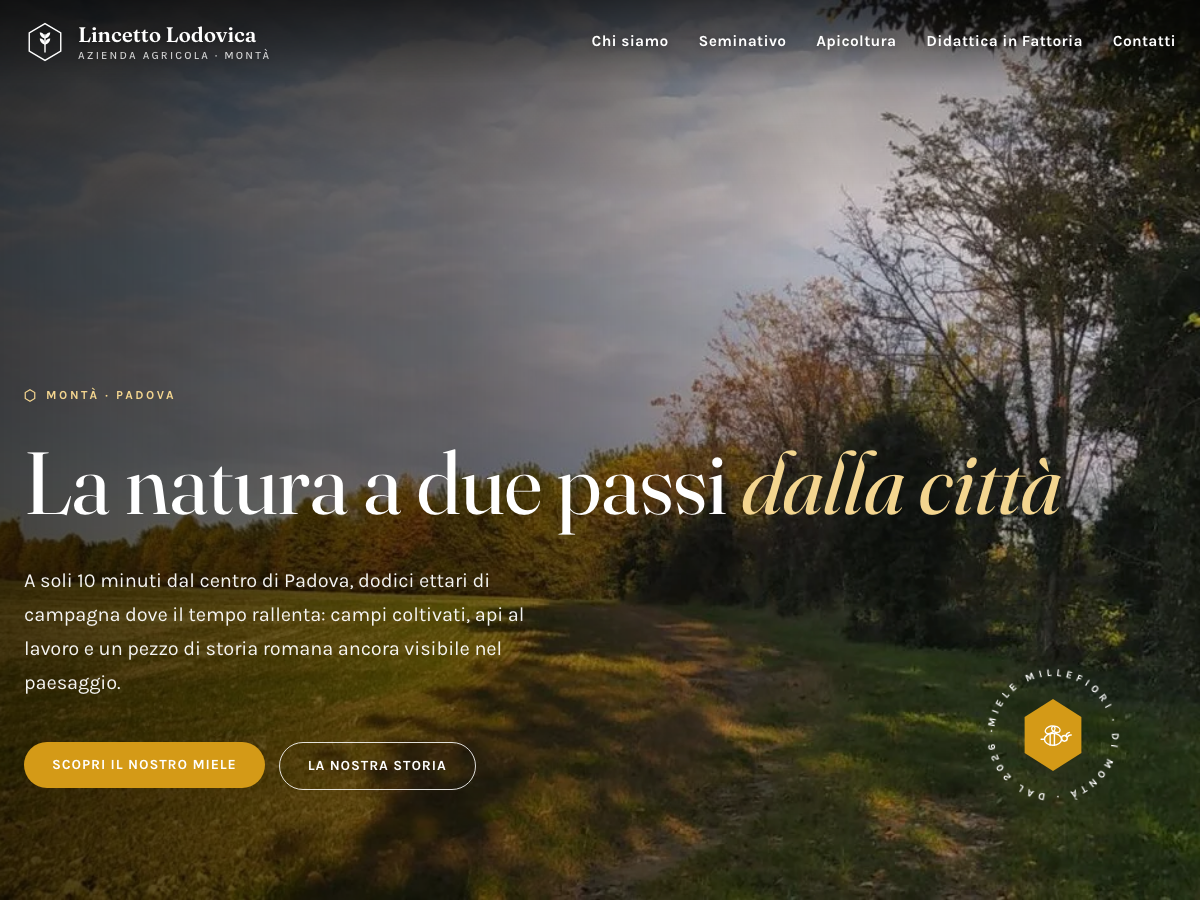 Lincetto Lodovica
AZIENDA AGRICOLA · MONTÀ
Chi siamo
Seminativo
Apicoltura
Didattica in Fattoria
Contatti
MONTÀ · PADOVA
La natura a due passi dalla città
A soli 10 minuti dal centro di Padova, dodici ettari di
campagna dove il tempo rallenta: campi coltivati, api al
lavoro e un pezzo di storia romana ancora visibile nel
paesaggio.
SCOPRI IL NOSTRO MIELE
LA NOSTRA STORIA
MIELE MILLEFIORI · DI MONTÀ · DAL 2026 ·